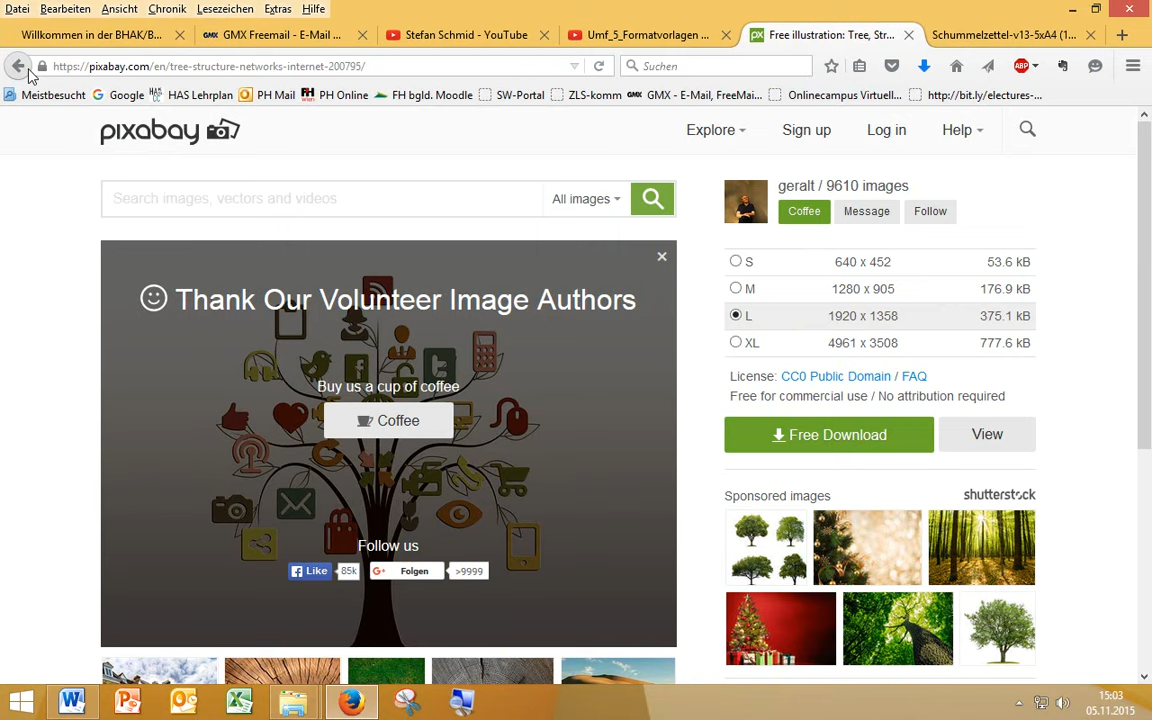 Datei Bearbeiten Ansicht Chronik Lesezeichen Extras Hilfe
Willkommen in der BHAK/B... × GMX Freemail - E-Mail ... × Stefan Schmid - YouTube × Umf_5_Formatvorlagen ... × px Free illustration: Tree, Str... × Schummelzettel-v13-5xA4 (1... × +
https://pixabay.com/en/tree-structure-networks-internet-200795/ Suchen ABP
Meistbesucht Google HAS Lehrplan PH Mail PH Online FH bgld. Moodle SW-Portal ZLS-komm GMX GMX - E-Mail, FreeMai... Onlinecampus Virtuell... http://bit.ly/electures-...
pixabay Explore Sign up Log in Help
Search images, vectors and videos All images
geralt / 9610 images
Coffee Message Follow
S 640 x 452 53.6 kB
M 1280 x 905 176.9 kB
L 1920 x 1358 375.1 kB
XL 4961 x 3508 777.6 kB
License: CC0 Public Domain / FAQ
Free for commercial use / No attribution required
Free Download View
Sponsored images shutterstock
×
Thank Our Volunteer Image Authors
Buy us a cup of coffee
Coffee
Follow us
Like 85k G+ Folgen >9999
15:03
05.11.2015